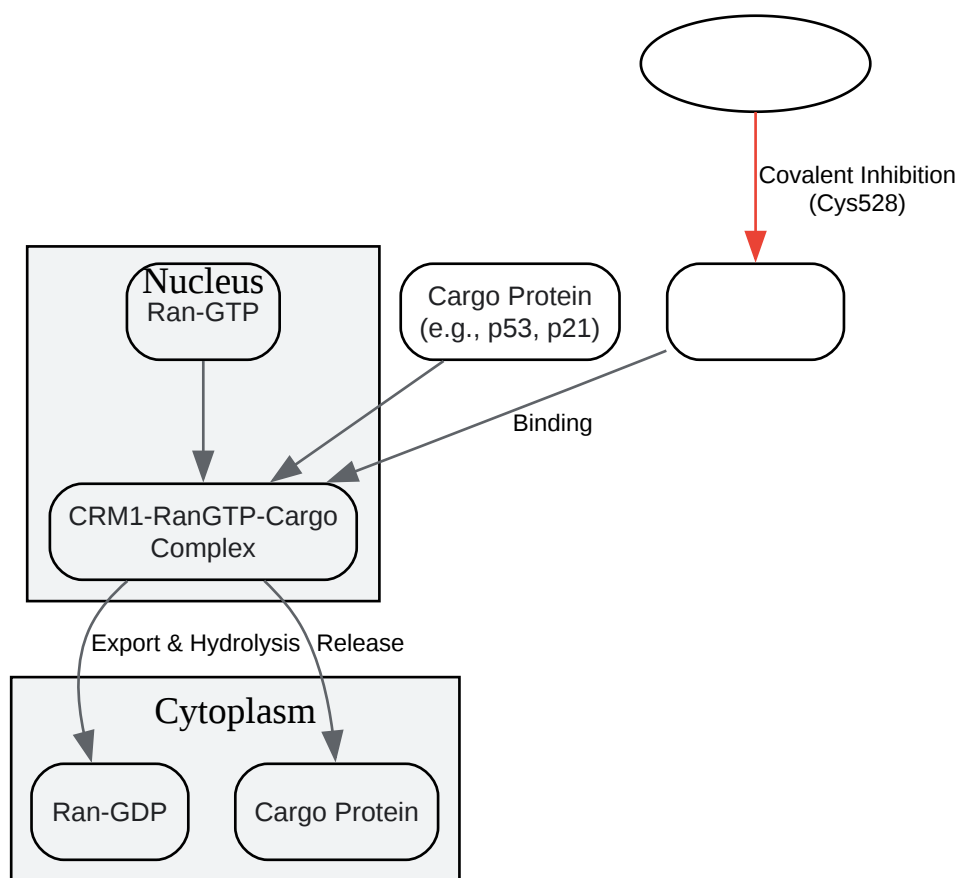 Covalent Inhibition
(Cys528)
Nucleus
Ran-GTP
Cargo Protein
(e.g., p53, p21)
Binding
CRM1-RanGTP-Cargo
Complex
Export & Hydrolysis
Release
Cytoplasm
Ran-GDP
Cargo Protein